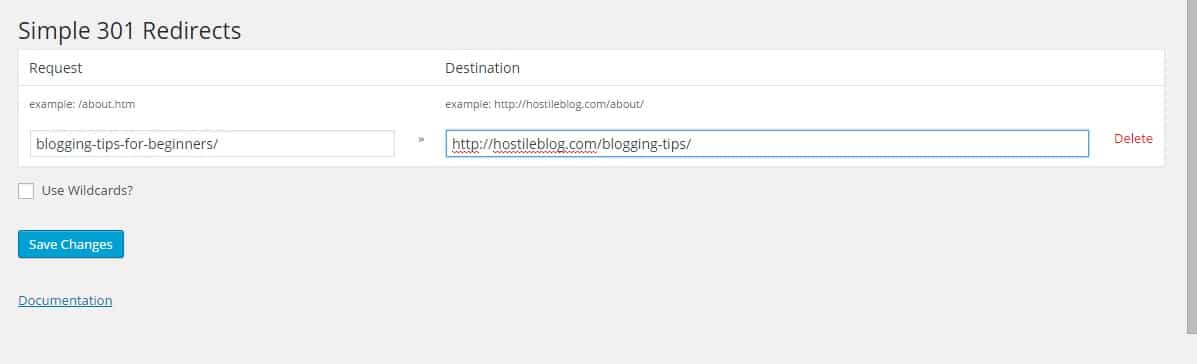 Simple 301 Redirects
Request Destination
example: /about.htm example: http://hostileblog.com/about/
blogging-tips-for-beginners/ » http://hostileblog.com/blogging-tips/ Delete
Use Wildcards?
Save Changes
Documentation